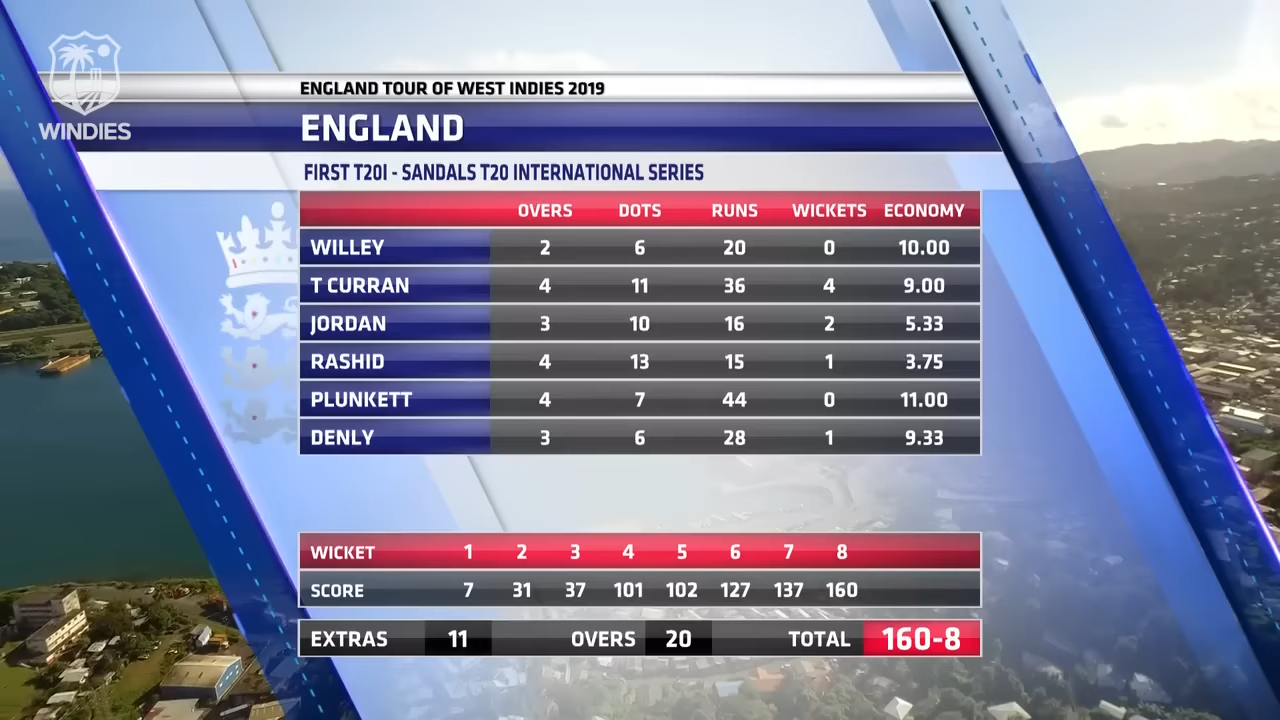 WINDIES
ENGLAND TOUR OF WEST INDIES 2019
ENGLAND
FIRST T20I - SANDALS T20 INTERNATIONAL SERIES
OVERS DOTS RUNS WICKETS ECONOMY
WILLEY 2 6 20 0 10.00
T CURRAN 4 11 36 4 9.00
JORDAN 3 10 16 2 5.33
RASHID 4 13 15 1 3.75
PLUNKETT 4 7 44 0 11.00
DENLY 3 6 28 1 9.33
WICKET 1 2 3 4 5 6 7 8
SCORE 7 31 37 101 102 127 137 160
EXTRAS 11 OVERS 20 TOTAL 160-8